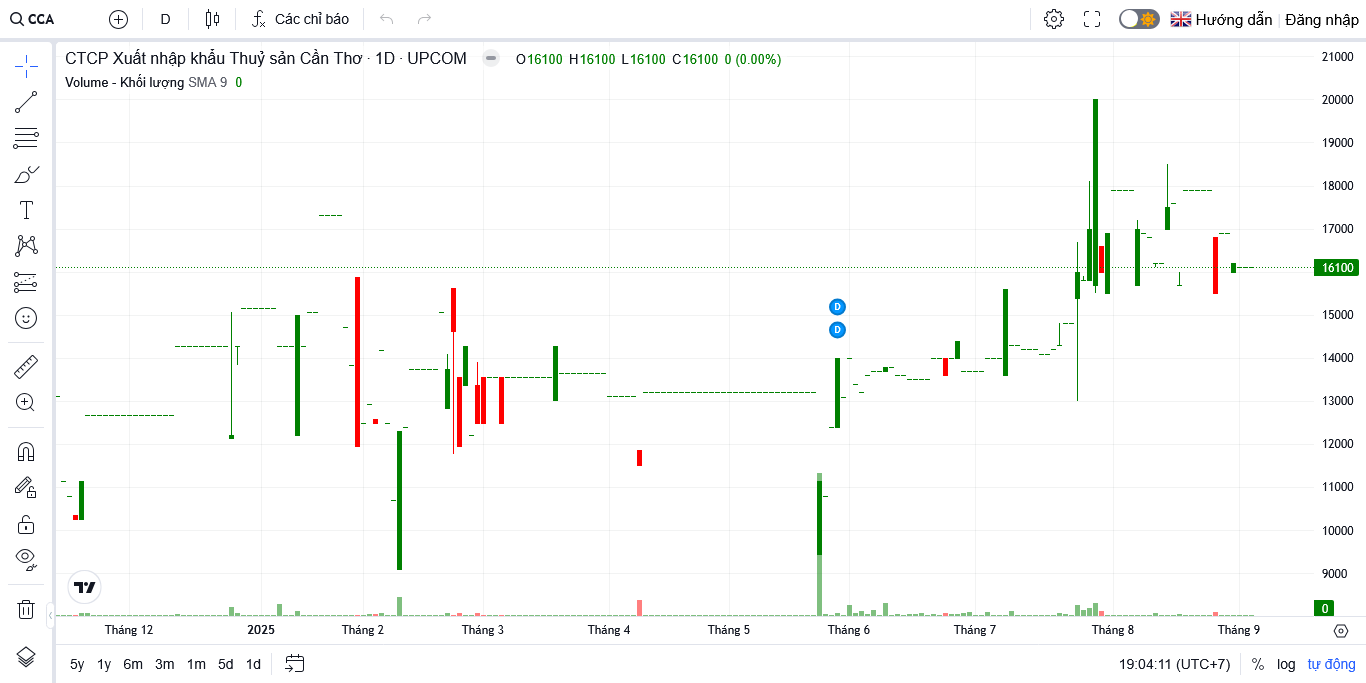 CCA D Các chỉ báo Hướng dẫn Đăng nhập
CTCP Xuất nhập khẩu Thuỷ sản Cần Thơ · 1D · UPCOM O16100 H16100 L16100 C16100 0 (0.00%)
Volume - Khối lượng SMA 9 0
21000
20000
19000
18000
17000
16100
15000
14000
13000
12000
11000
10000
9000
0
D
D
Tháng 12 2025 Tháng 2 Tháng 3 Tháng 4 Tháng 5 Tháng 6 Tháng 7 Tháng 8 Tháng 9
5y 1y 6m 3m 1m 5d 1d 19:04:11 (UTC+7) % log tự động